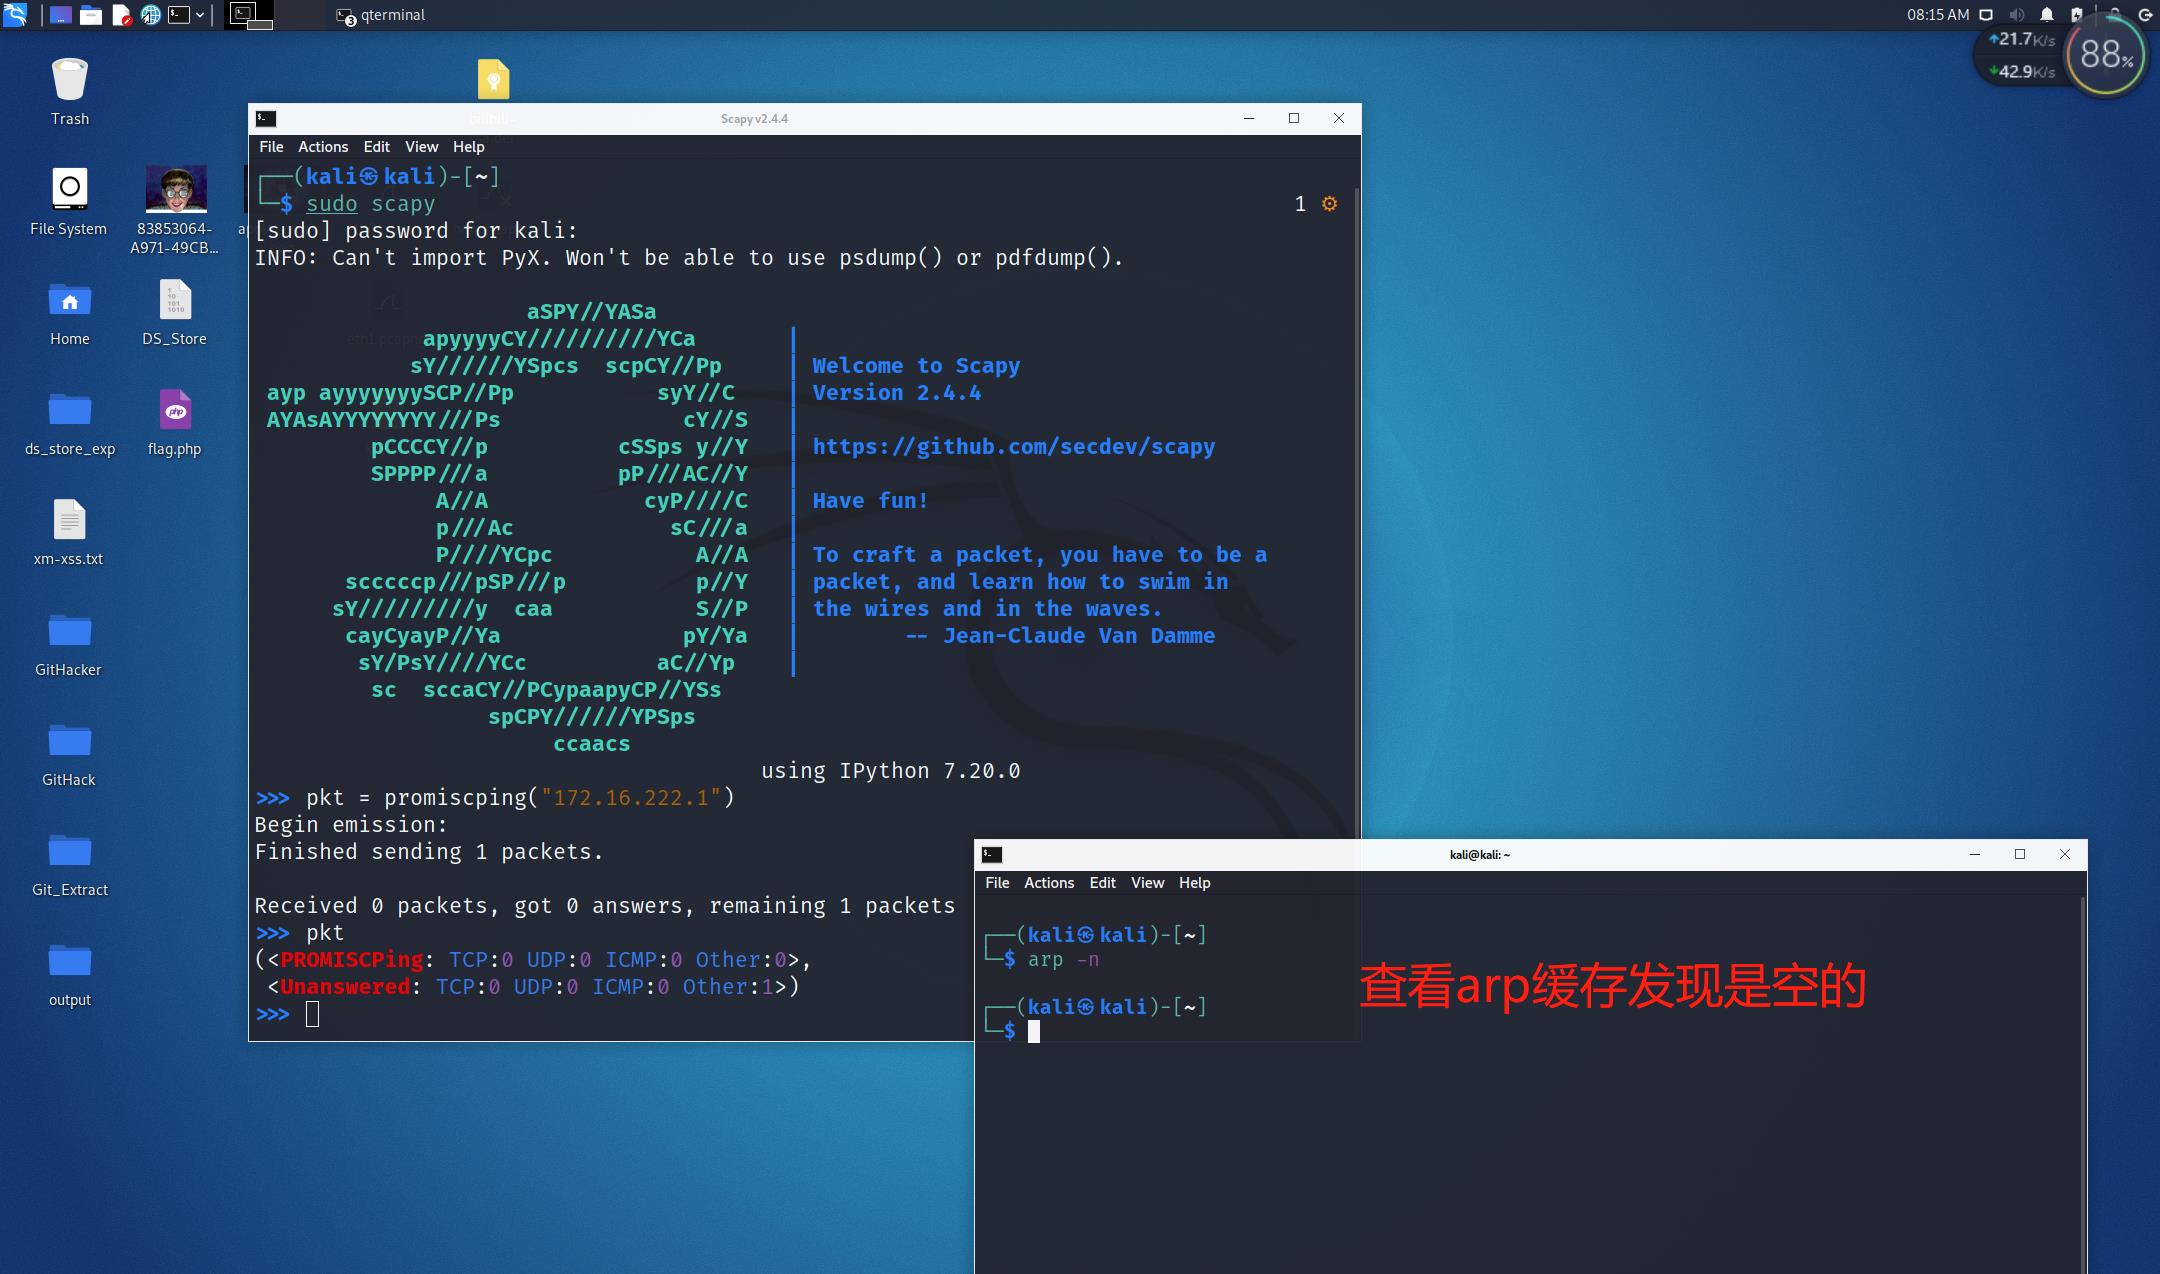 qterminal
08:15 AM
21.7K/s
42.9K/s
88%
Trash
File System
83853064-
A971-49CB...
Home
DS_Store
ds_store_exp
flag.php
xm-xss.txt
GitHacker
GitHack
Git_Extract
output
Scapy v2.4.4
File Actions Edit View Help
┌──(kali㉿kali)-[~]
└─$ sudo scapy
1
[sudo] password for kali:
INFO: Can't import PyX. Won't be able to use psdump() or pdfdump().
aSPY//YASa
apyyyyCY//////////YCa |
sY//////YSpcs  scpCY//Pp | Welcome to Scapy
ayp ayyyyyyySCP//Pp           syY//C | Version 2.4.4
AYAsAYYYYYYYY///Ps              cY//S |
pCCCCY//p          cSSps y//Y | https://github.com/secdev/scapy
SPPPP///a          pP///AC//Y |
A//A            cyP////C | Have fun!
p///Ac            sC///a |
P////YCpc           A//A | To craft a packet, you have to be a
scccccp///pSP///p          p//Y | packet, and learn how to swim in
sY/////////y  caa           S//P | the wires and in the waves.
cayCyayP//Ya              pY/Ya | -- Jean-Claude Van Damme
sY/PsY////YCc          aC//Yp |
sc  sccaCY//PCypaapyCP//YSs
spCPY//////YPSps
ccaacs
using IPython 7.20.0
>>> pkt = promiscping("172.16.222.1")
Begin emission:
Finished sending 1 packets.
Received 0 packets, got 0 answers, remaining 1 packets
>>> pkt
(<PROMISCPing: TCP:0 UDP:0 ICMP:0 Other:0>,
<Unanswered: TCP:0 UDP:0 ICMP:0 Other:1>)
>>>
kali@kali: ~
File Actions Edit View Help
┌──(kali㉿kali)-[~]
└─$ arp -n
查看arp缓存发现是空的
┌──(kali㉿kali)-[~]
└─$